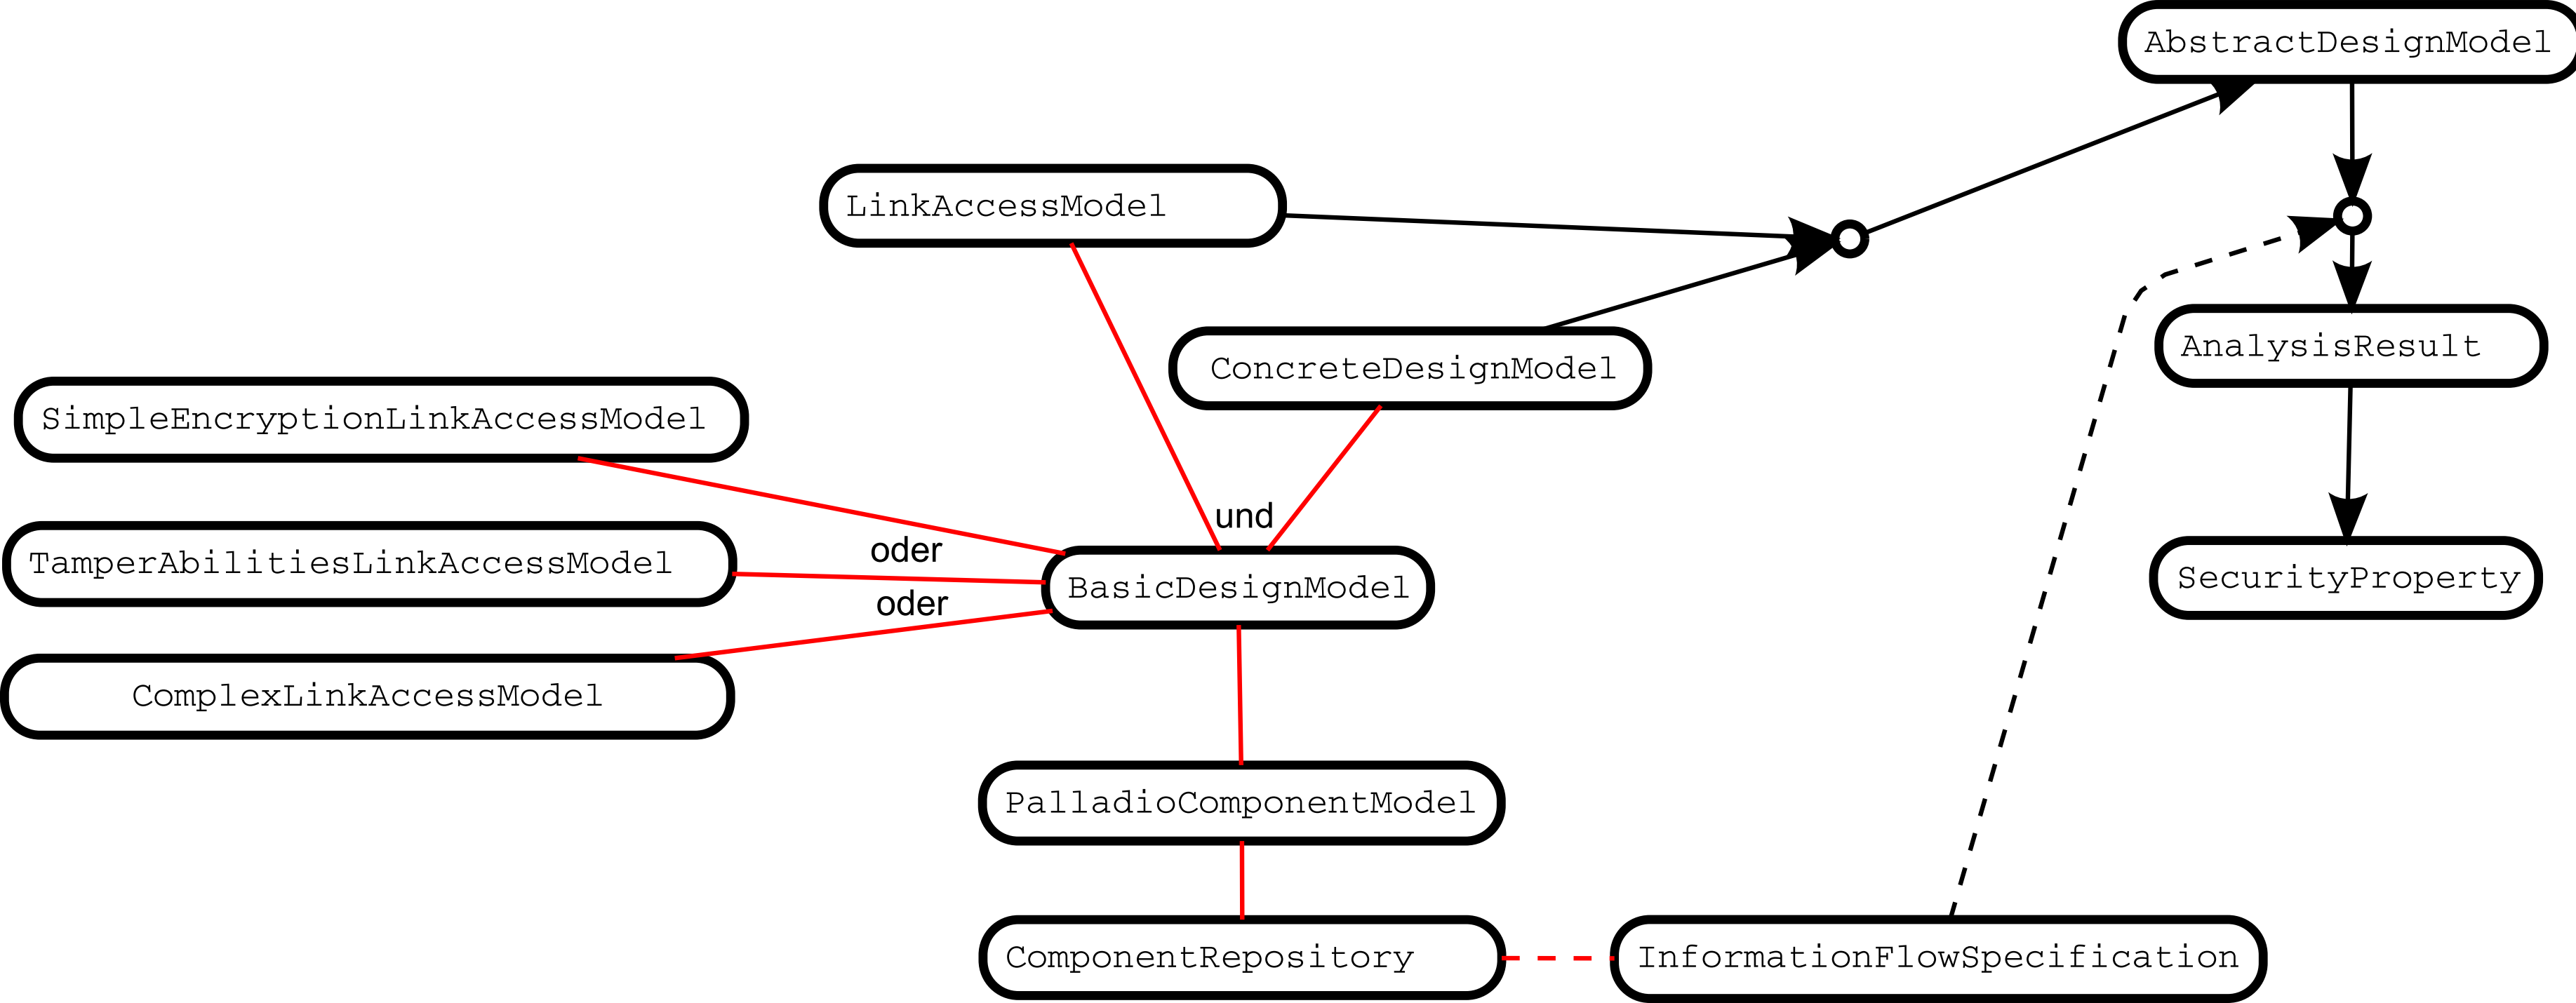 AbstractDesignModel
LinkAccessModel
ConcreteDesignModel
AnalysisResult
SimpleEncryptionLinkAccessModel
und
oder
TamperAbilitiesLinkAccessModel
BasicDesignModel
SecurityProperty
oder
ComplexLinkAccessModel
PalladioComponentModel
ComponentRepository
InformationFlowSpecification